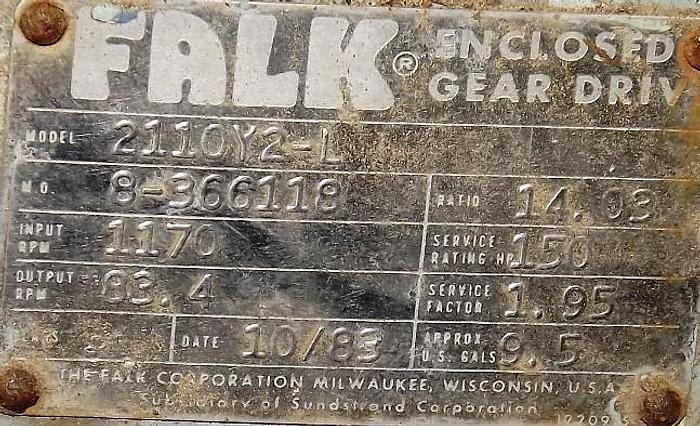 FALK® ENCLOSED
GEAR DRIV
MODEL 2110Y2-L
M.O. 8-366118
RATIO 14.03
INPUT RPM 1170
SERVICE RATING HP 150
OUTPUT RPM 83.4
SERVICE FACTOR 1.95
DATE 10/83
APPROX. U.S. GALS 9.5
THE FALK CORPORATION MILWAUKEE, WISCONSIN, U.S.A.
Subsidiary of Sundstrand Corporation